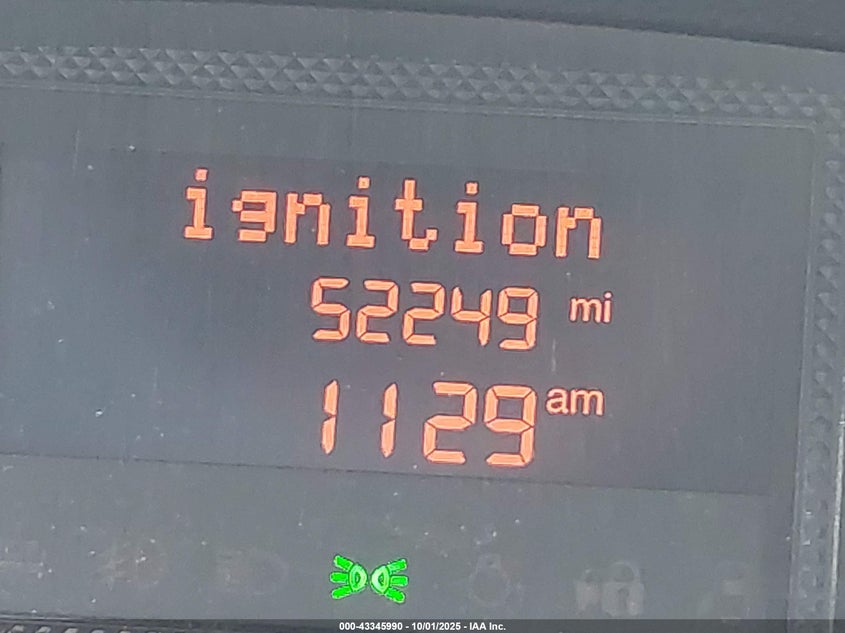 ignition
52249 mi
1129 am
000-43345990 - 10/01/2025 - IAA Inc.